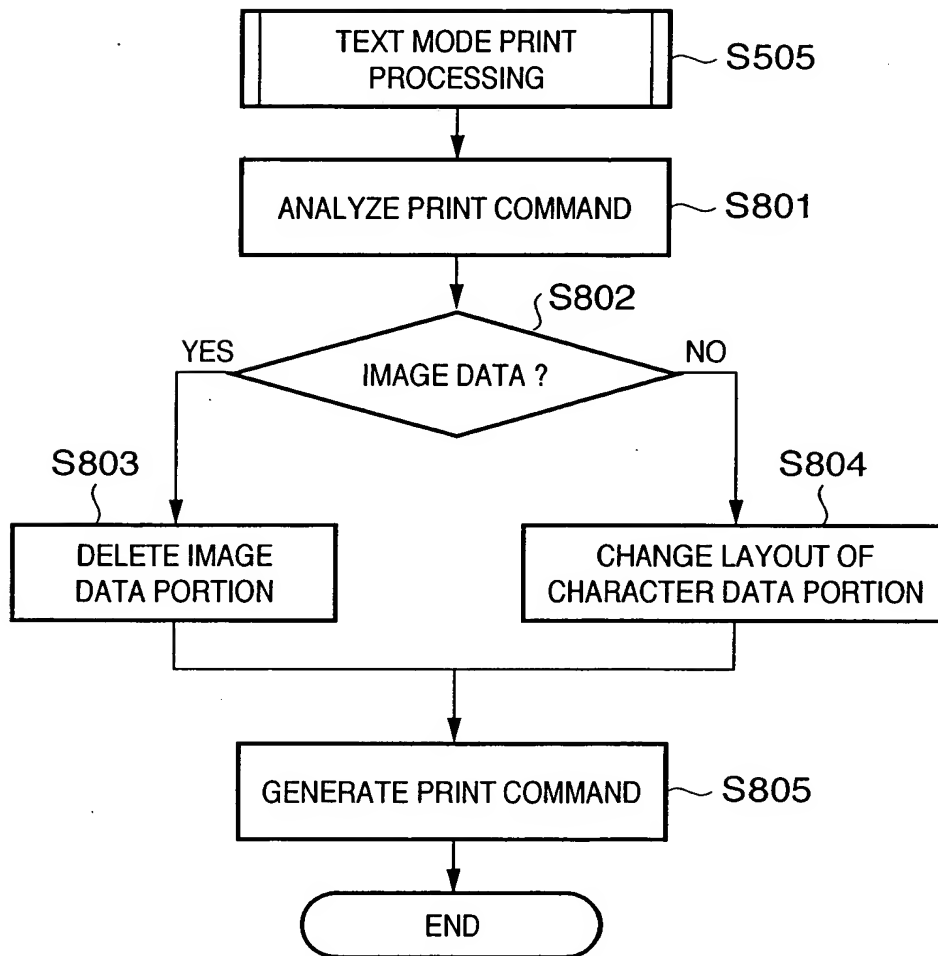 TEXT MODE PRINT
PROCESSING
S505
ANALYZE PRINT COMMAND
S801
S802
YES
IMAGE DATA ?
NO
S803
S804
DELETE IMAGE
DATA PORTION
CHANGE LAYOUT OF
CHARACTER DATA PORTION
GENERATE PRINT COMMAND
S805
END